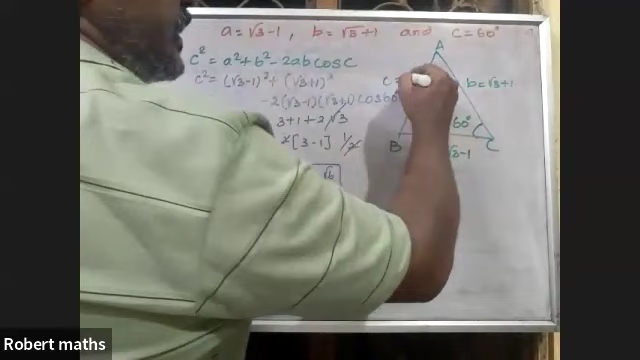 a = √3-1, b = √3+1 and C = 60°
c² = a² + b² - 2ab cos C
c² = (√3-1)² + (√3+1)²
-2(√3-1)(√3+1) cos 60°
3+1+2√3
2[3-1] 1/2
√6
A
c =
b = √3+1
60°
B
√3-1
C
Robert maths